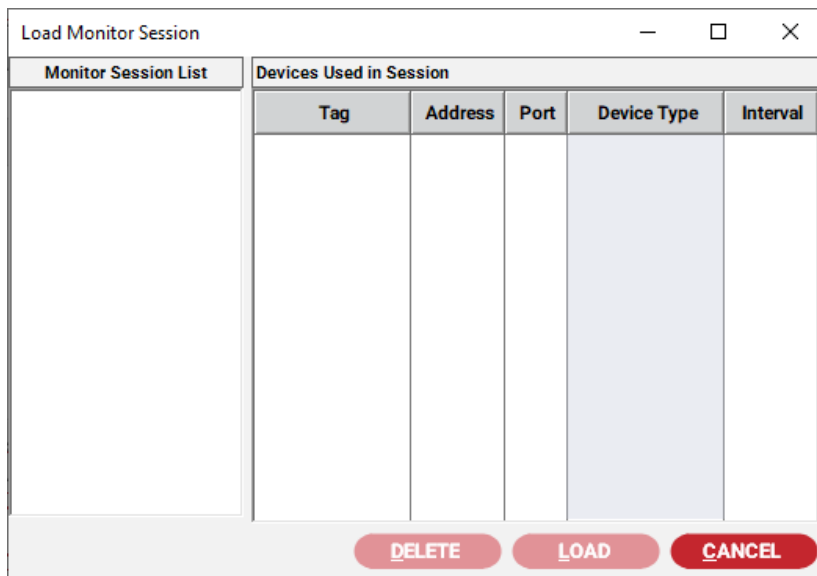 Load Monitor Session
Monitor Session List
Devices Used in Session
Tag Address Port Device Type Interval
DELETE LOAD CANCEL